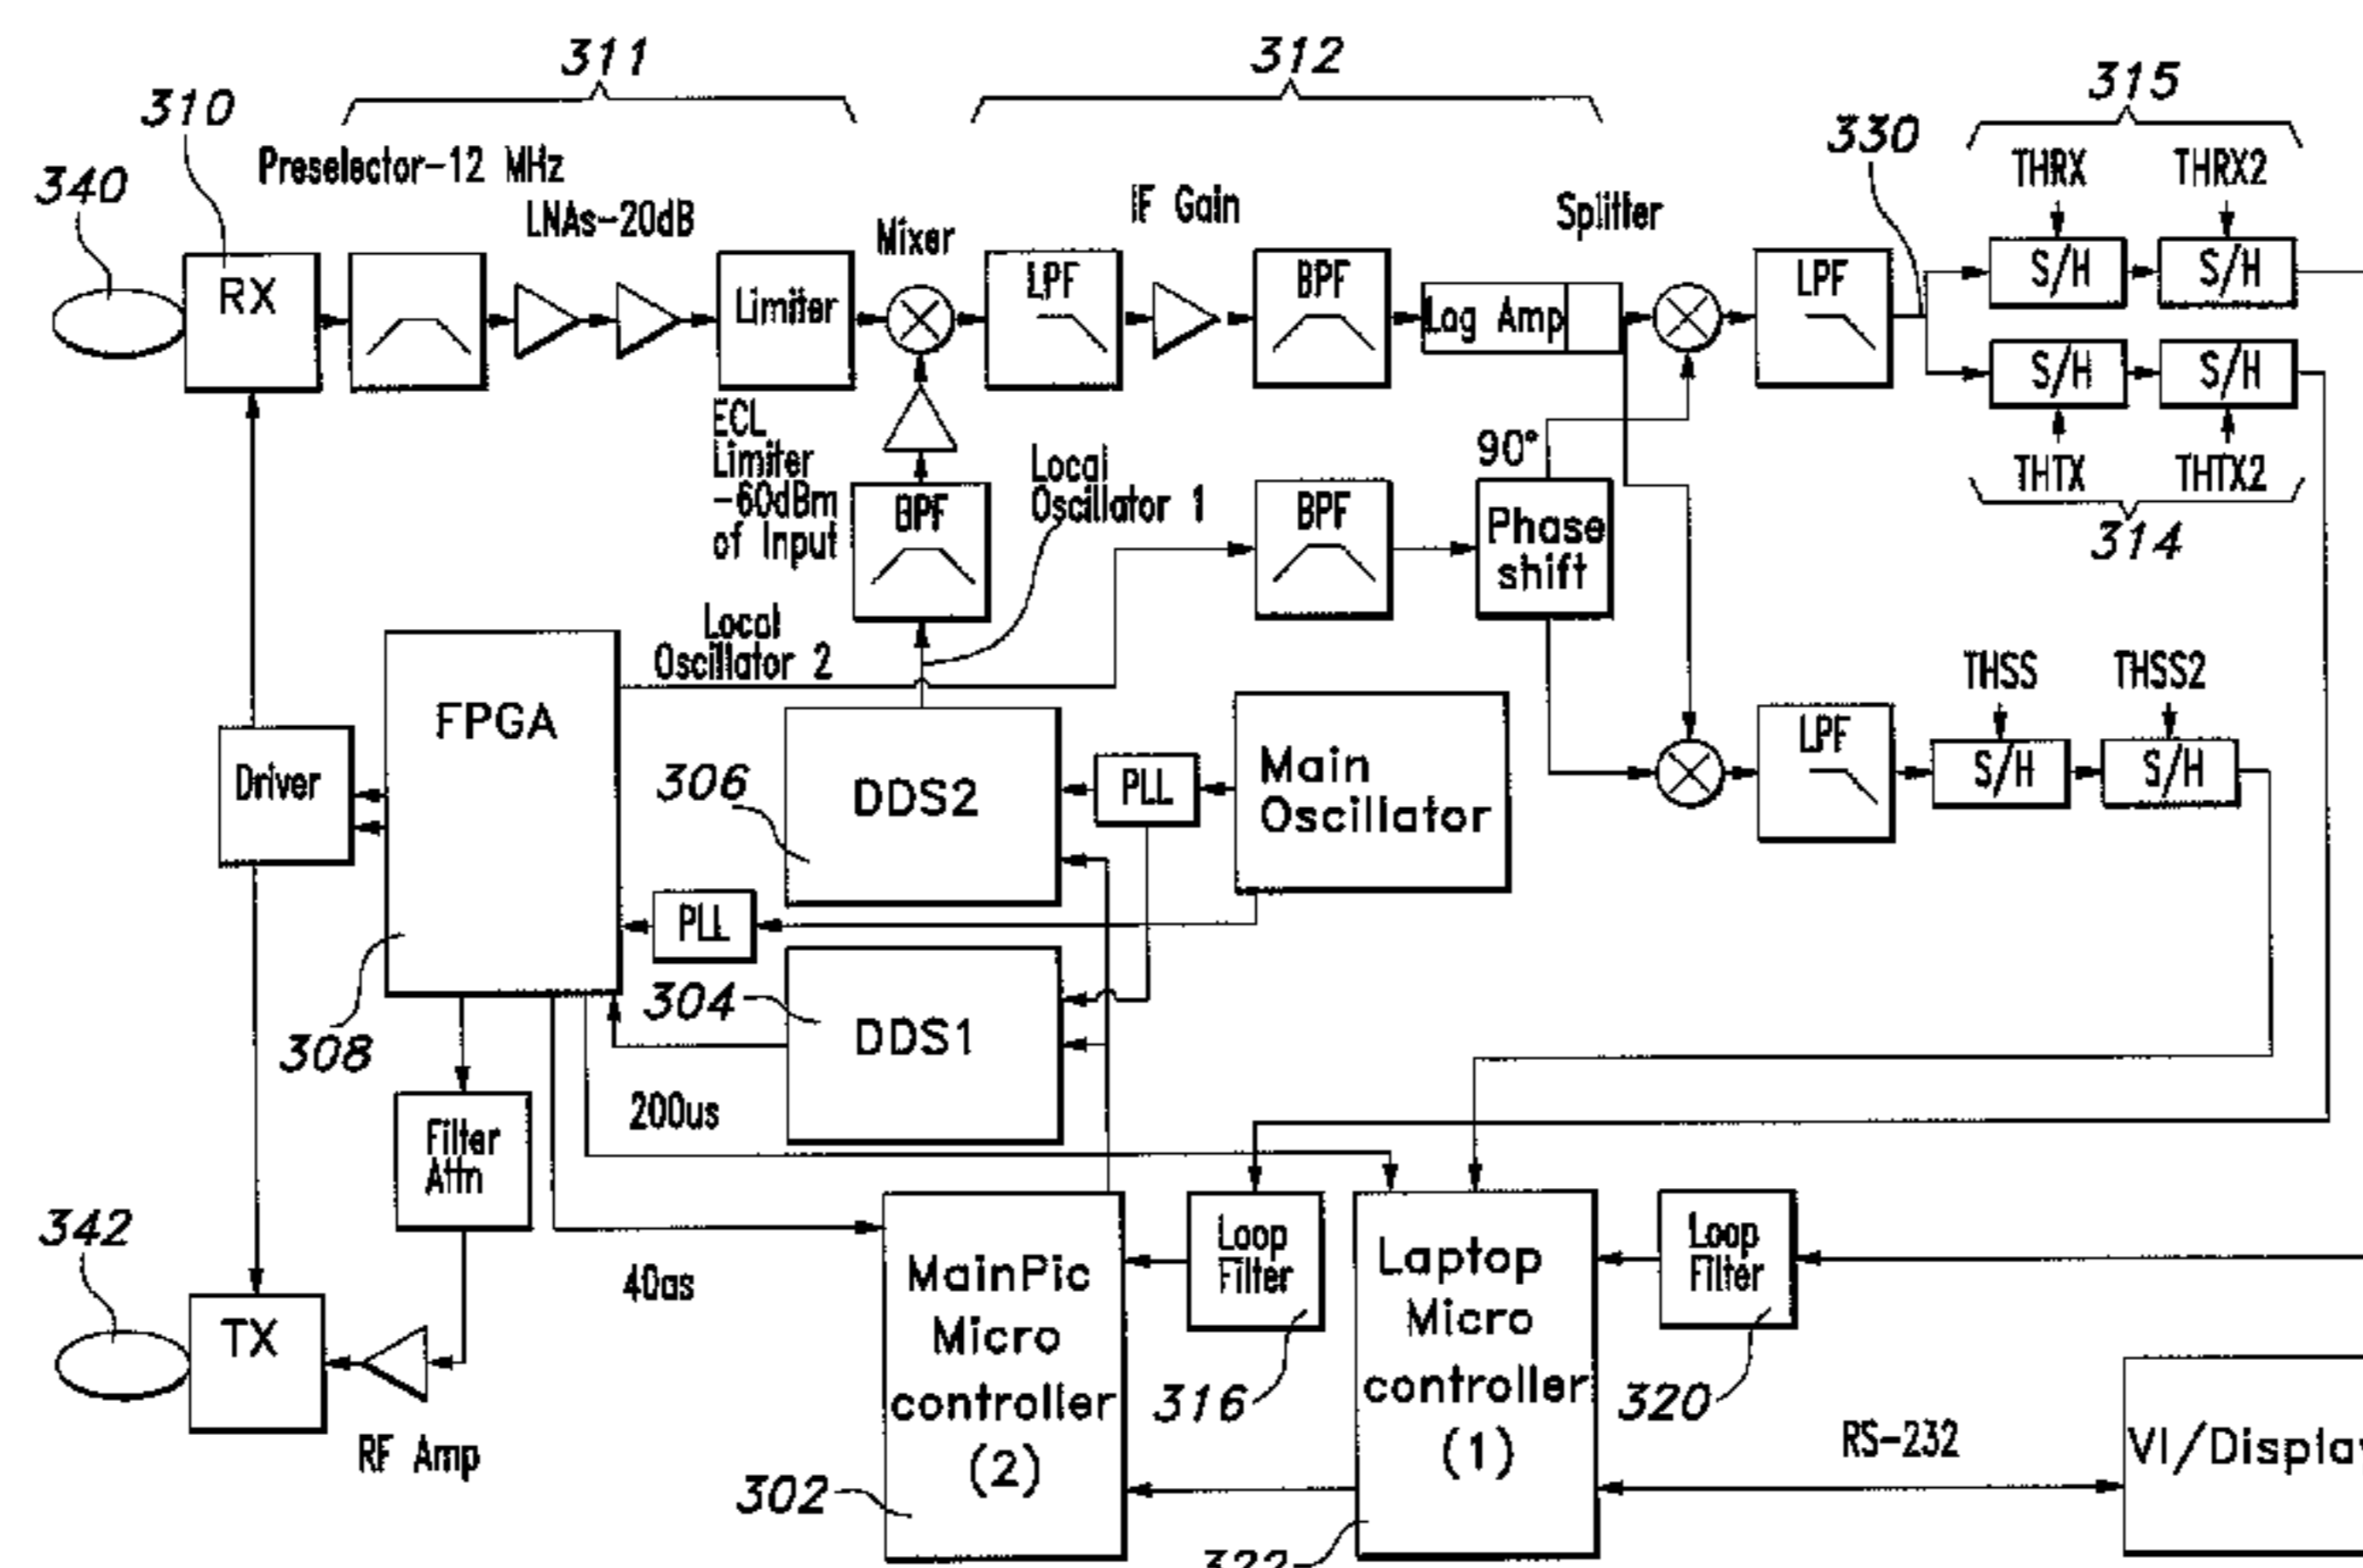 311
312
315
310
330
Preselector-12 MHz
THRX
THRX2
340
LNAs-20dB
IF Gain
Splitter
Mixer
RX
Limiter
LPF
BPF
Log Amp
LPF
S/H
S/H
S/H
S/H
ECL
Limiter
-60dBm
of Input
Local
Oscillator 1
90°
THTX
THTX2
314
BPF
BPF
Phase
shift
Local
Oscillator 2
THSS
THSS2
FPGA
LPF
S/H
S/H
Driver
306
DDS2
PLL
Main
Oscillator
PLL
304
DDS1
308
200us
Filter
Attn
342
40as
MainPic
Micro
controller
(2)
Loop
Filter
Laptop
Micro
controller
(1)
Loop
Filter
TX
316
320
RF Amp
RS-232
VI/Display
302
322